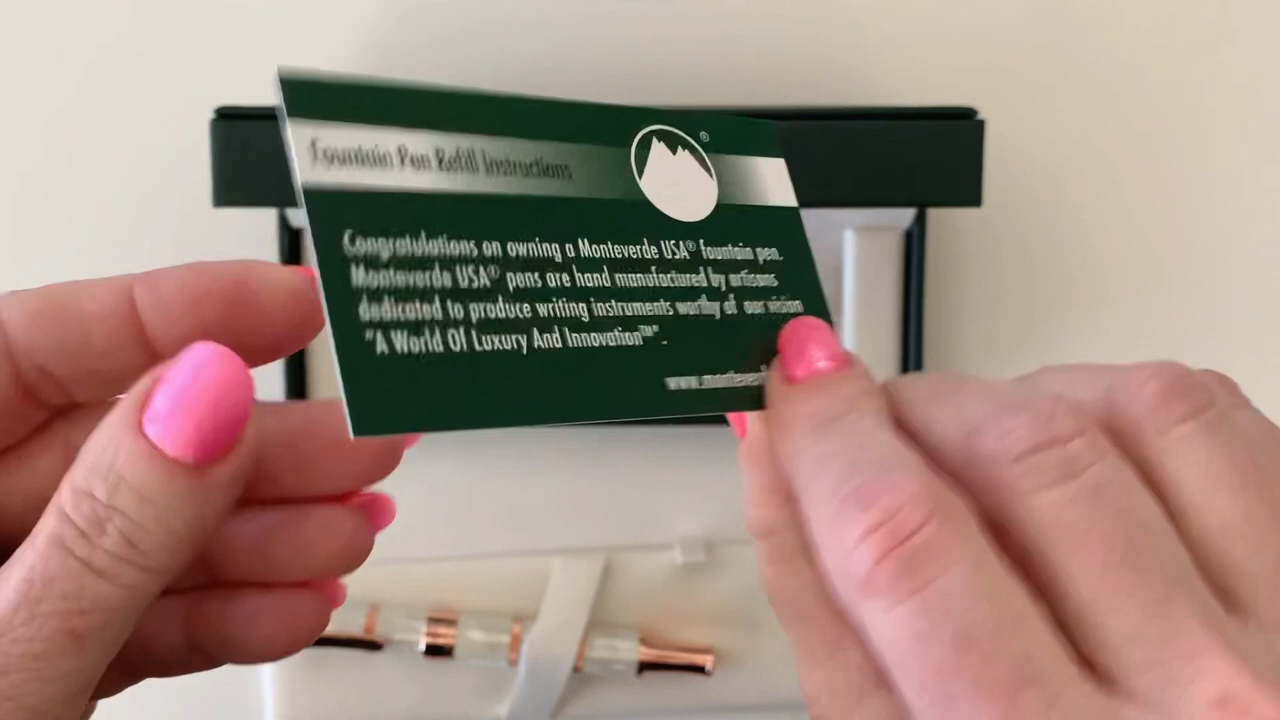 Fountain Pen Refill Instructions
®
Congratulations on owning a Monteverde USA® fountain pen.
Monteverde USA® pens are hand manufactured by artisans
dedicated to produce writing instruments worthy of our vision
"A World Of Luxury And Innovation™".